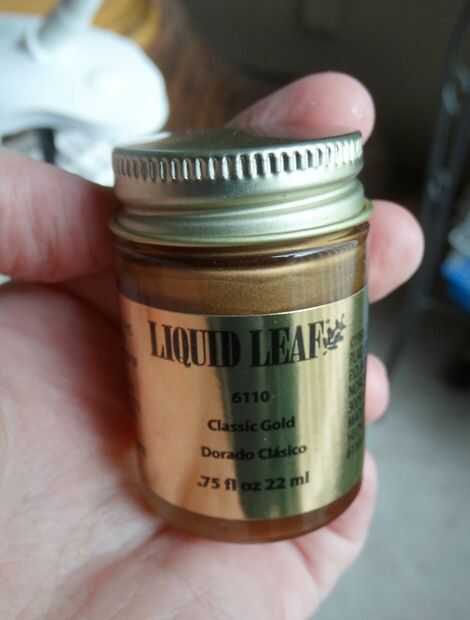 LIQUID LEAF
6110
Classic Gold
Dorado Clásico
.75 fl oz 22 ml